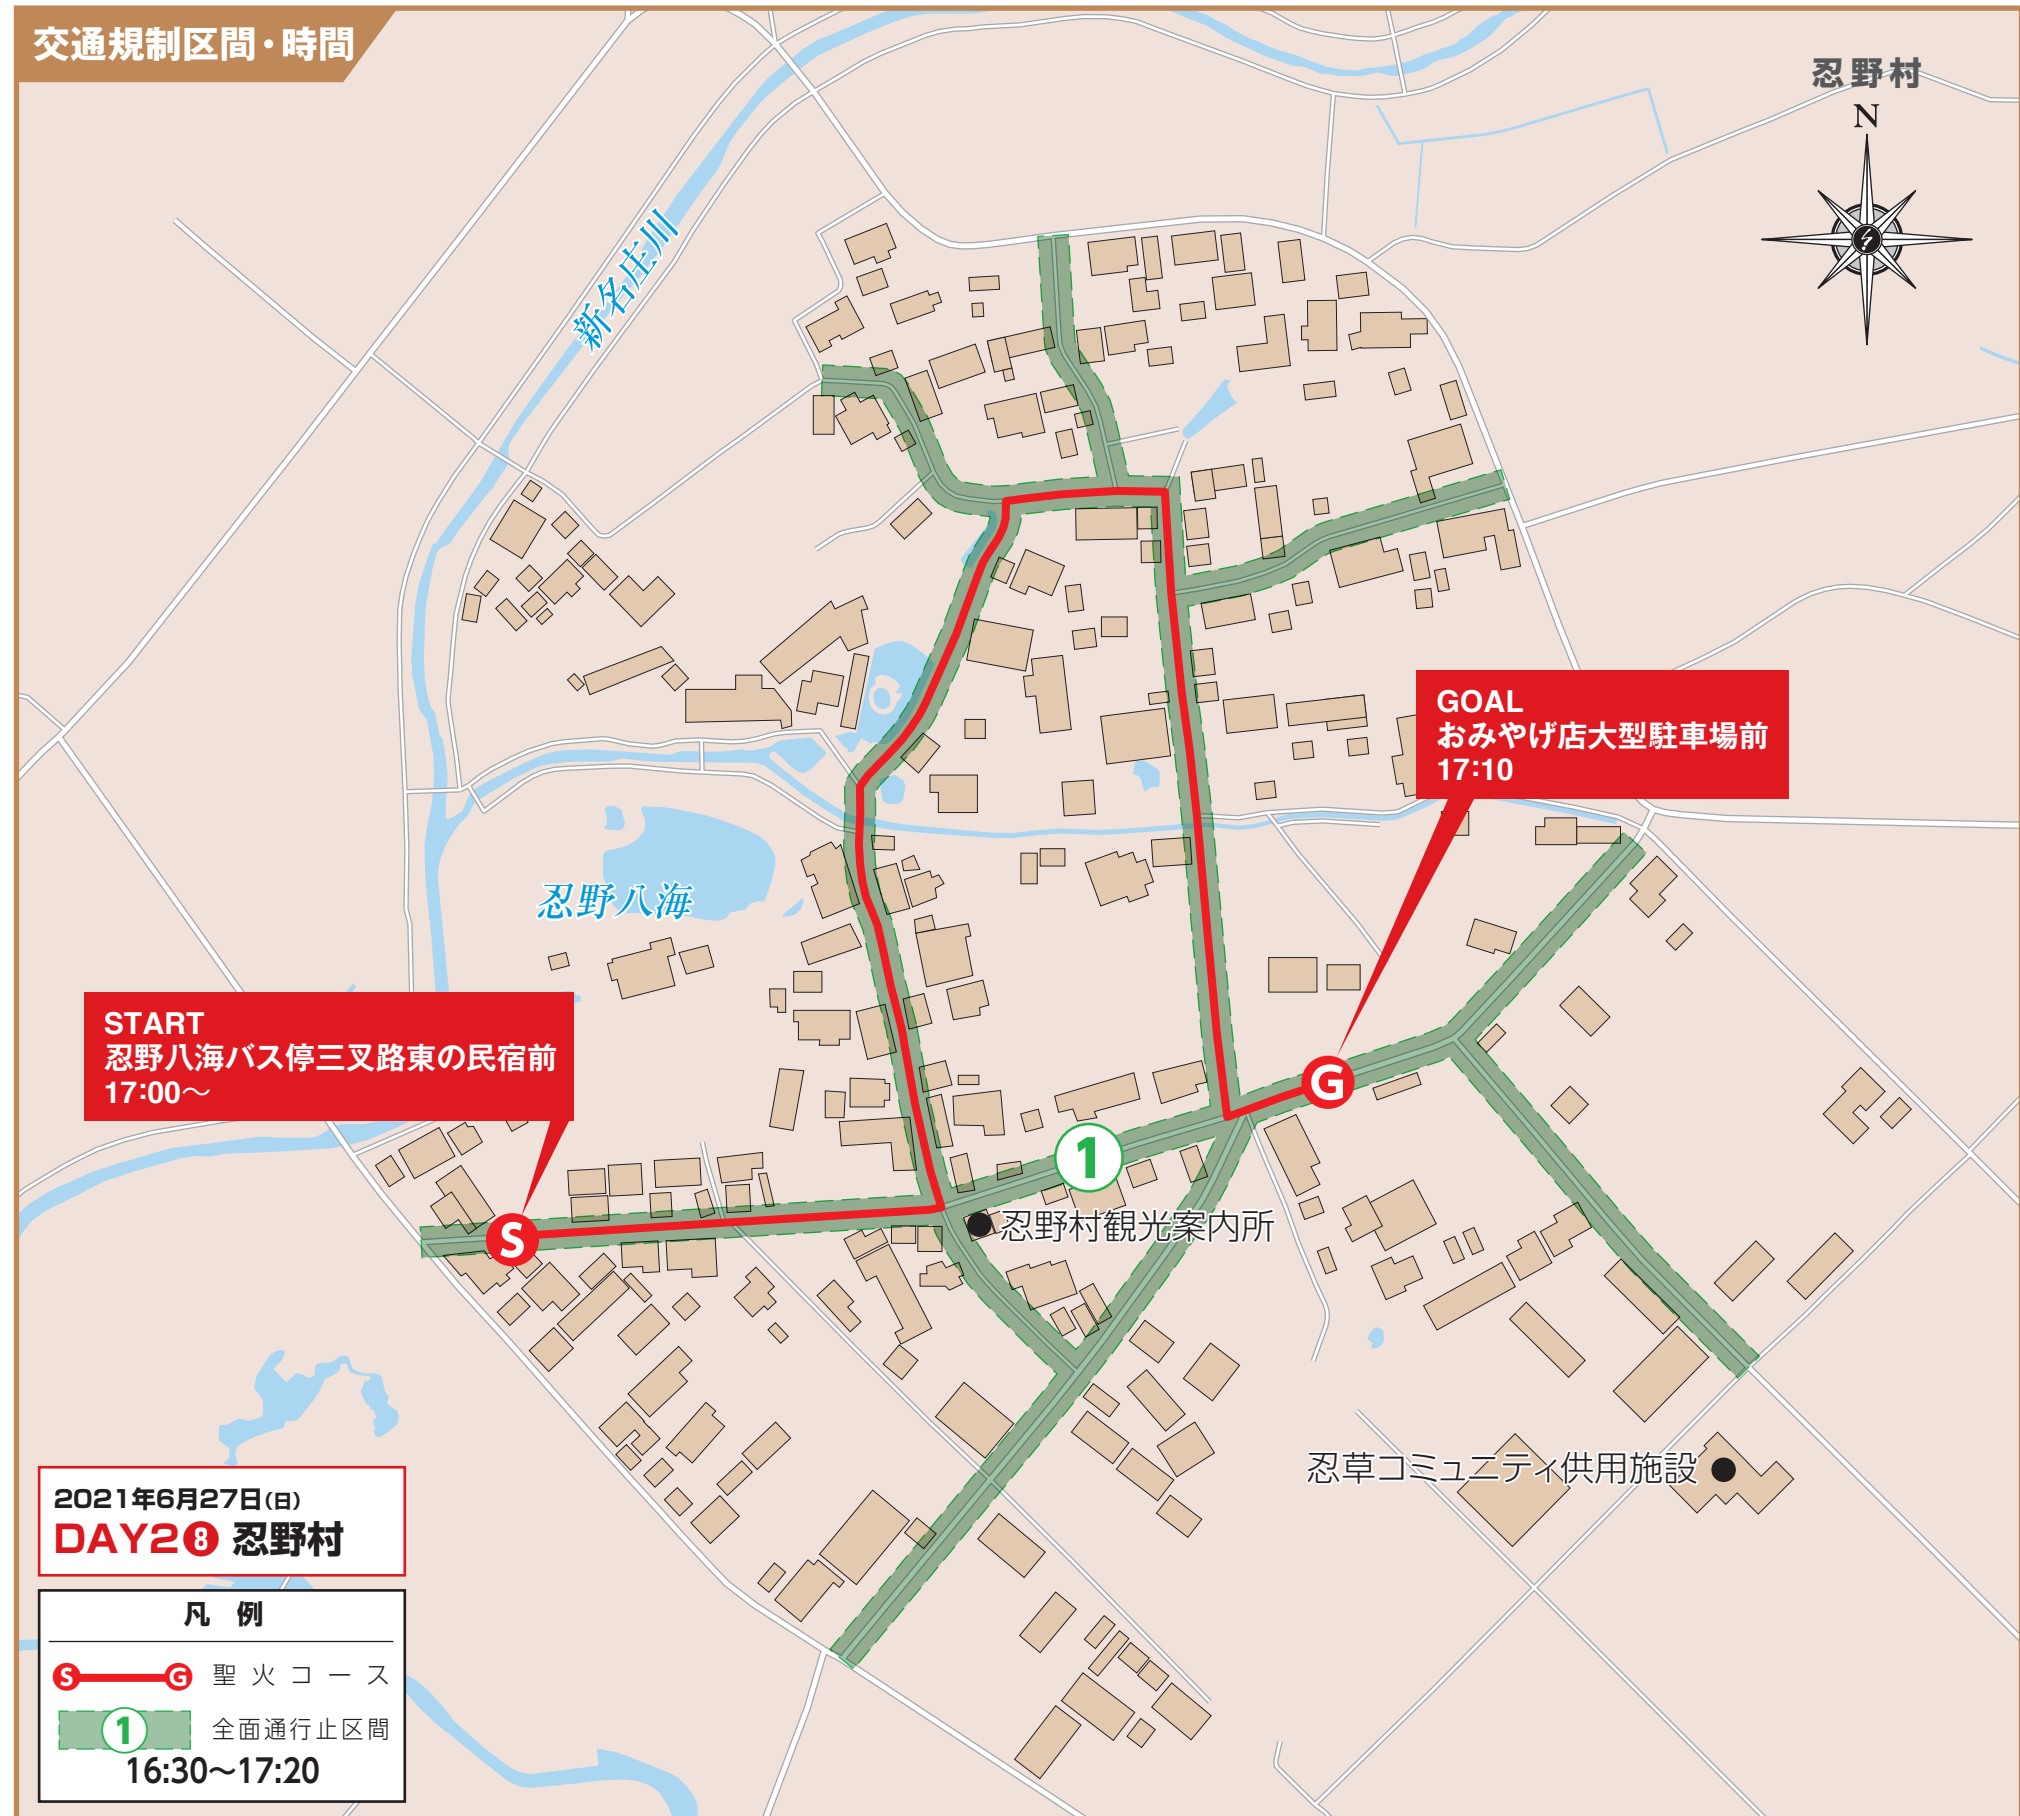 交通規制区間・時間
忍野村
N
新名庄川
GOAL
おみやげ店大型駐車場前
17:10
忍野八海
START
忍野八海バス停三叉路東の民宿前
17:00～
G
1
S
忍野村観光案内所
忍草コミュニティ供用施設
2021年6月27日(日)
DAY2❽ 忍野村
凡 例
S G 聖火コース
1 全面通行止区間
16:30～17:20